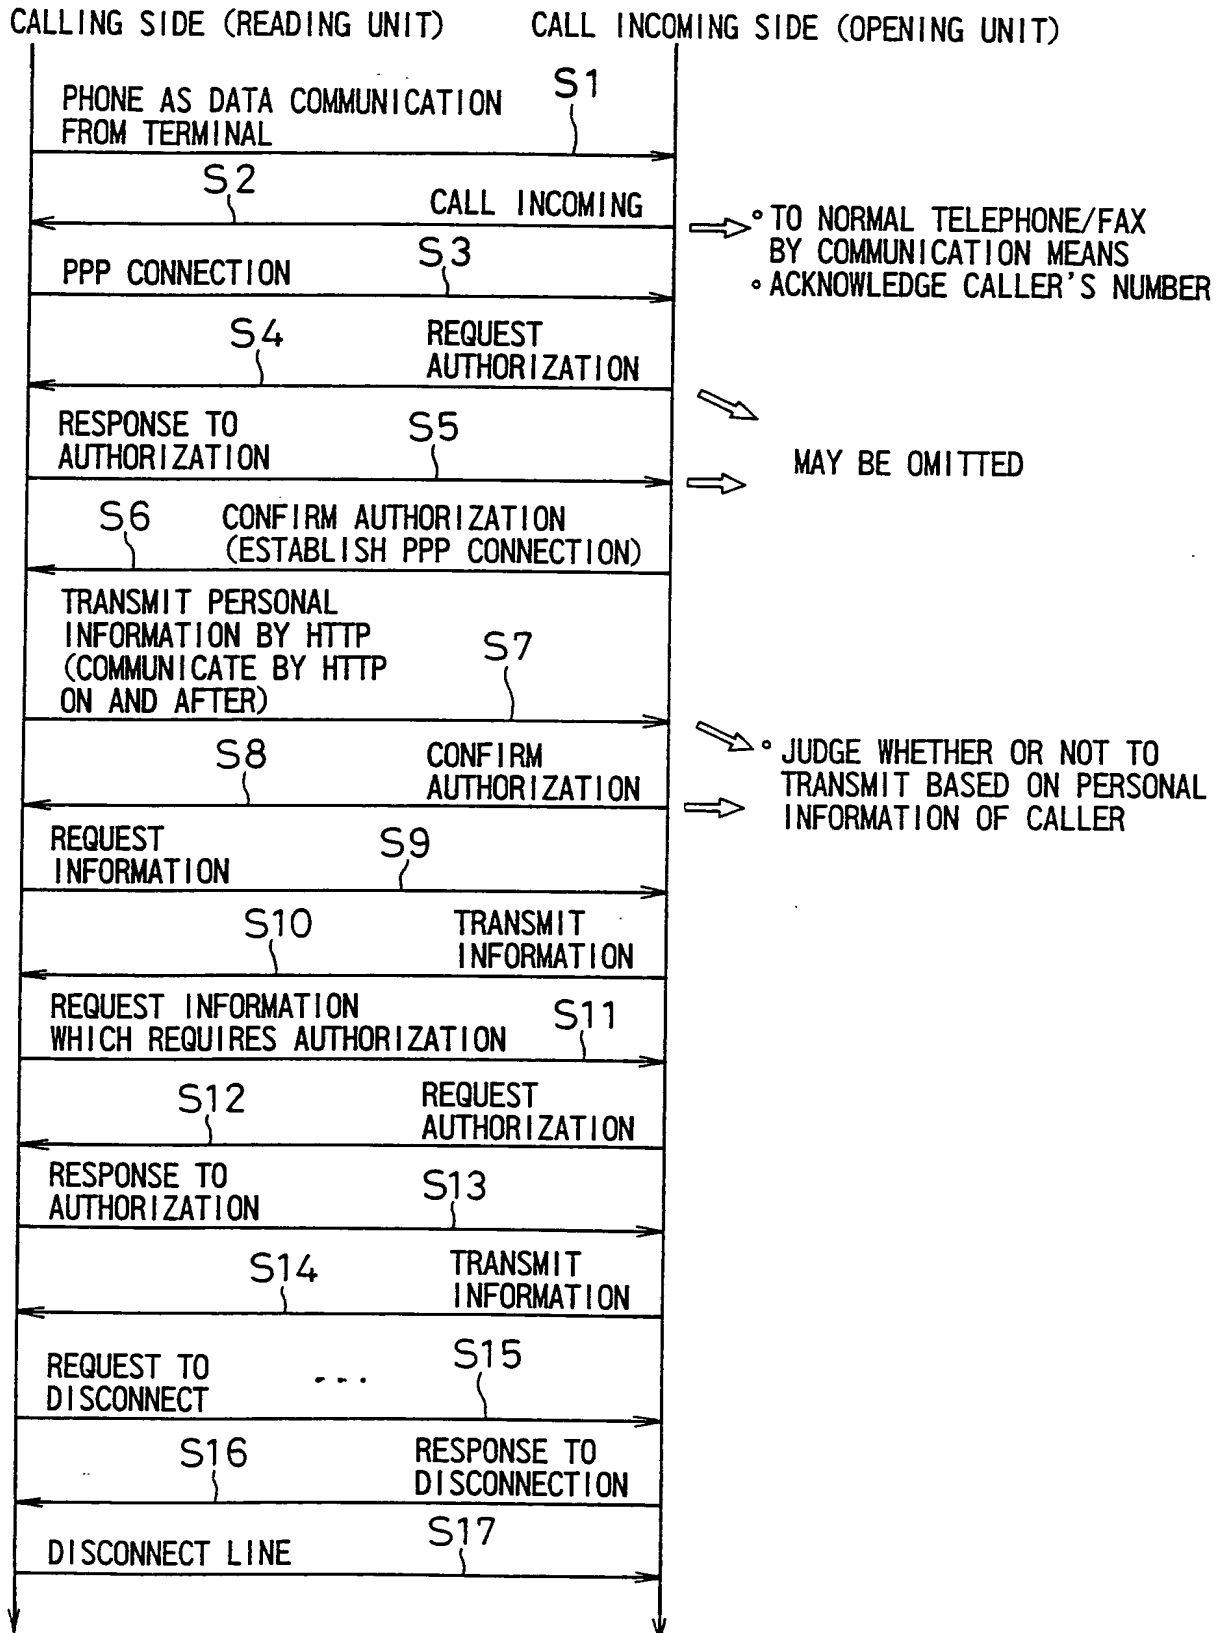 CALLING SIDE (READING UNIT)
CALL INCOMING SIDE (OPENING UNIT)
S1
PHONE AS DATA COMMUNICATION
FROM TERMINAL
S2
CALL INCOMING
° TO NORMAL TELEPHONE/FAX
BY COMMUNICATION MEANS
° ACKNOWLEDGE CALLER'S NUMBER
PPP CONNECTION
S3
S4
REQUEST
AUTHORIZATION
RESPONSE TO
AUTHORIZATION
S5
MAY BE OMITTED
S6
CONFIRM AUTHORIZATION
(ESTABLISH PPP CONNECTION)
TRANSMIT PERSONAL
INFORMATION BY HTTP
(COMMUNICATE BY HTTP
ON AND AFTER)
S7
S8
CONFIRM
AUTHORIZATION
° JUDGE WHETHER OR NOT TO
TRANSMIT BASED ON PERSONAL
INFORMATION OF CALLER
REQUEST
INFORMATION
S9
S10
TRANSMIT
INFORMATION
REQUEST INFORMATION
WHICH REQUIRES AUTHORIZATION
S11
S12
REQUEST
AUTHORIZATION
RESPONSE TO
AUTHORIZATION
S13
S14
TRANSMIT
INFORMATION
REQUEST TO
DISCONNECT
...
S15
S16
RESPONSE TO
DISCONNECTION
DISCONNECT LINE
S17